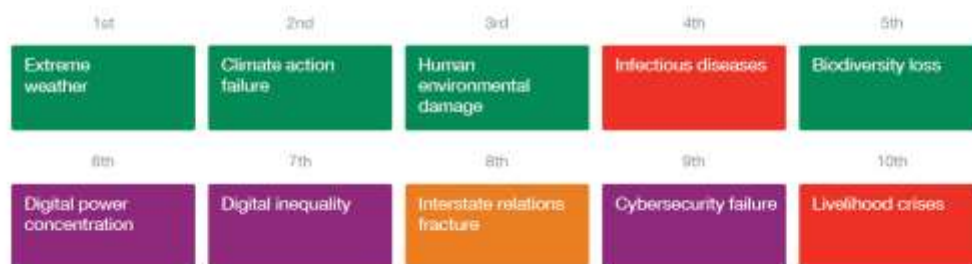 1st 2nd 3rd 4th 5th
Extreme weather
Climate action failure
Human environmental damage
Infectious diseases
Biodiversity loss
6th 7th 8th 9th 10th
Digital power concentration
Digital inequality
Interstate relations fracture
Cybersecurity failure
Livelihood crises